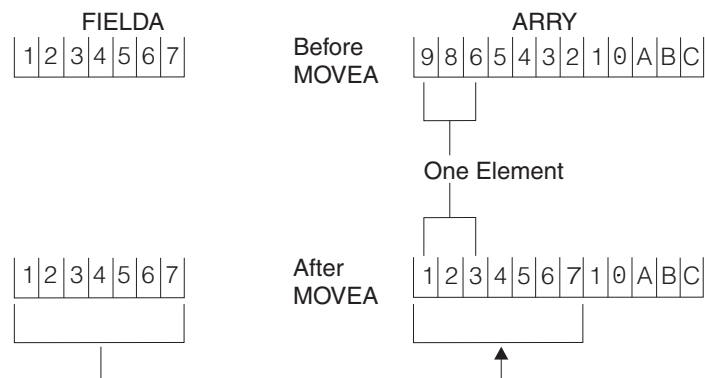 FIELDA ARRY
1 2 3 4 5 6 7 Before MOVEA 9 8 6 5 4 3 2 1 0 A B C
One Element
1 2 3 4 5 6 7 After MOVEA 1 2 3 4 5 6 7 1 0 A B C